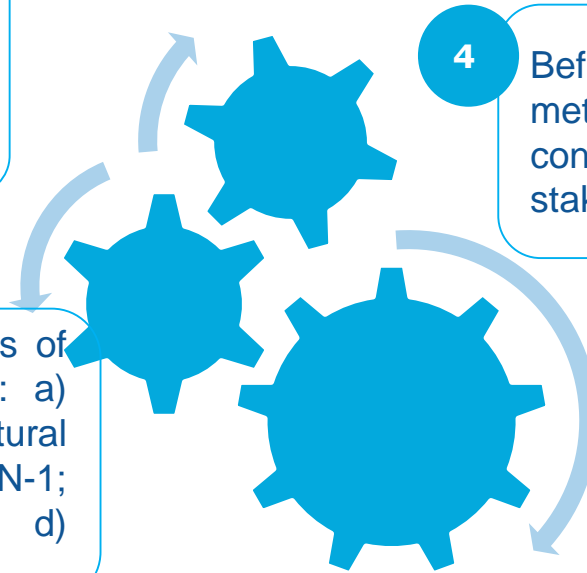 4
Bef
met
con
stak
s of
: a)
tural
N-1;
d)